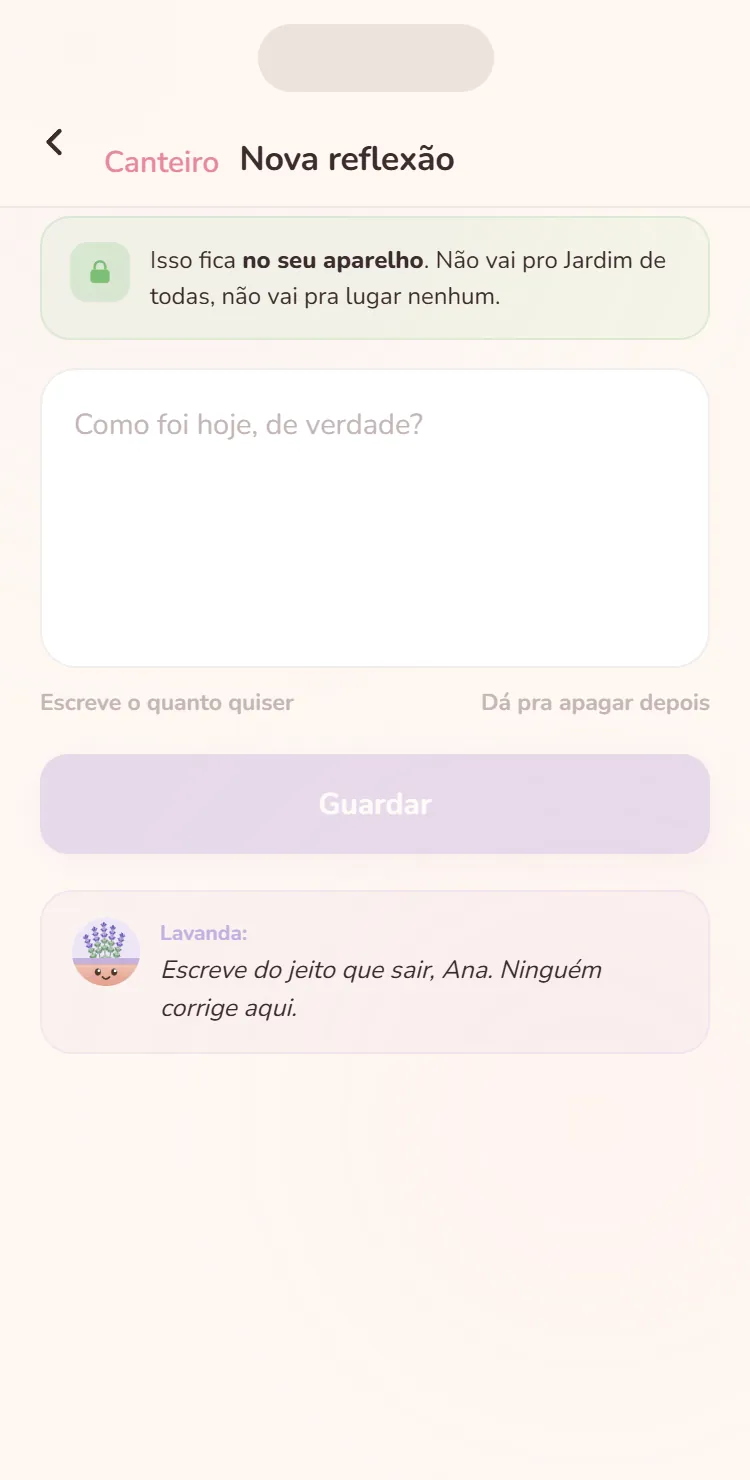 Canteiro Nova reflexão
Isso fica no seu aparelho. Não vai pro Jardim de
todas, não vai pra lugar nenhum.
Como foi hoje, de verdade?
Escreve o quanto quiser
Dá pra apagar depois
Guardar
Lavanda:
Escreve do jeito que sair, Ana. Ninguém
corrige aqui.